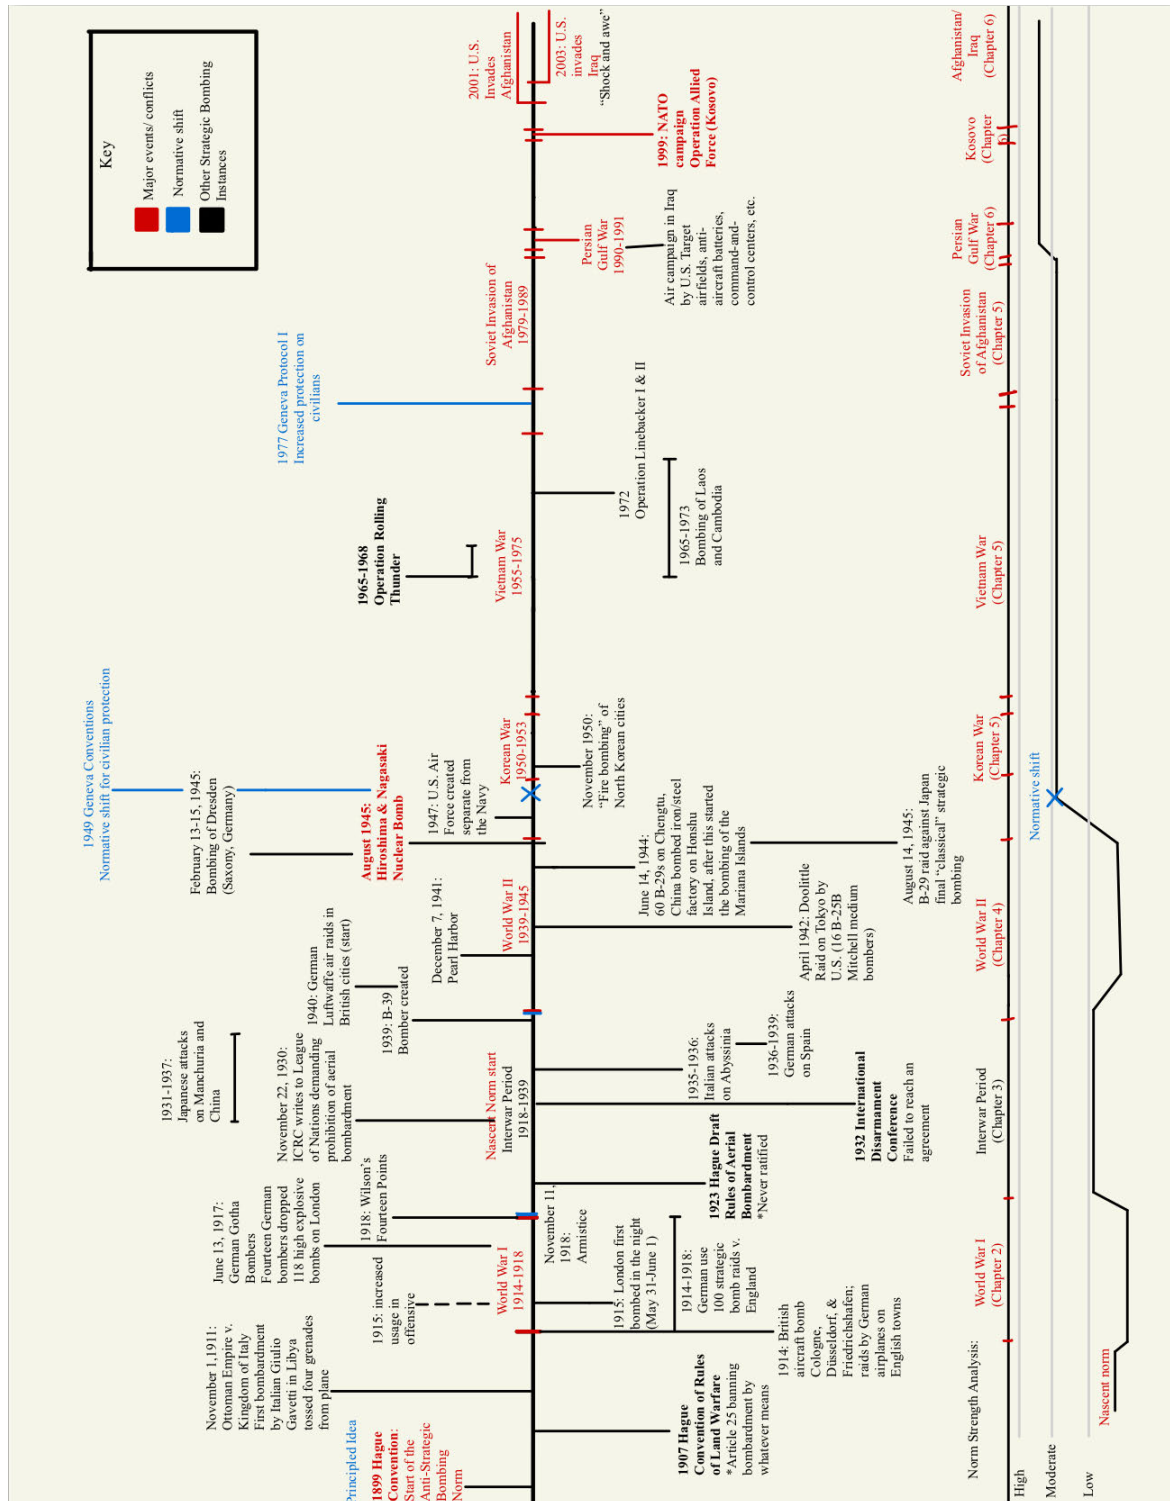 Key
Major events/ conflicts
Normative shift
Other Strategic Bombing
Instances
Principled Idea
1899 Hague
Convention:
Start of the
Anti-Strategic
Bombing
Norm
1907 Hague
Convention of Rules
of Land Warfare
*Article 25 banning
bombardment by
whatever means
November 1,1911:
Ottoman Empire v.
Kingdom of Italy
First bombardment
by Italian Giulio
Gavetti in Libya
tossed four grenades
from plane
World War I
1914-1918
1914: British
aircraft bomb
Cologne,
Düsseldorf, &
Friedrichshafen;
raids by German
airplanes on
English towns
1914-1918:
German use
100 strategic
bomb raids v.
England
1915: increased
usage in
offensive
1915: London first
bombed in the night
(May 31-June 1)
June 13, 1917:
German Gotha
Bombers
Fourteen German
bombers dropped
118 high explosive
bombs on London
1918: Wilson's
Fourteen Points
November 11,
1918:
Armistice
1923 Hague Draft
Rules of Aerial
Bombardment
*Never ratified
Nascent Norm start
Interwar Period
1918-1939
November 22, 1930:
ICRC writes to League
of Nations demanding
prohibition of aerial
bombardment
1931-1937:
Japanese attacks
on Manchuria and
China
1932 International
Disarmament
Conference
Failed to reach an
agreement
1935-1936:
Italian attacks
on Abyssinia
1936-1939:
German attacks
on Spain
1939: B-39
Bomber created
1940: German
Luftwaffe air raids in
British cities (start)
World War II
1939-1945
December 7, 1941:
Pearl Harbor
April 1942: Doolittle
Raid on Tokyo by
U.S. (16 B-25B
Mitchell medium
bombers)
June 14, 1944:
60 B-29s on Chengtu,
China bombed iron/steel
factory on Honshu
Island, after this started
the bombing of the
Mariana Islands
February 13-15, 1945:
Bombing of Dresden
(Saxony, Germany)
August 1945:
Hiroshima & Nagasaki
Nuclear Bomb
August 14, 1945:
B-29 raid against Japan
final “classical” strategic
bombing
1947: U.S. Air
Force created
separate from
the Navy
1949 Geneva Conventions
Normative shift for civilian protection
Korean War
1950-1953
November 1950:
“Fire bombing” of
North Korean cities
Vietnam War
1955-1975
1965-1968
Operation Rolling
Thunder
1965-1973
Bombing of Laos
and Cambodia
1972
Operation Linebacker I & II
1977 Geneva Protocol I
Increased protection on
civilians
Soviet Invasion of
Afghanistan
1979-1989
Persian
Gulf War
1990-1991
Air campaign in Iraq
by U.S. Target
airfields, anti-
aircraft batteries,
command-and-
control centers, etc.
1999: NATO
campaign
Operation Allied
Force (Kosovo)
2001: U.S.
Invades
Afghanistan
2003: U.S.
invades
Iraq
“Shock and awe”
Norm Strength Analysis:
World War I
(Chapter 2)
Interwar Period
(Chapter 3)
World War II
(Chapter 4)
Korean War
(Chapter 5)
Vietnam War
(Chapter 5)
Soviet Invasion
of Afghanistan
(Chapter 5)
Persian
Gulf War
(Chapter 6)
Kosovo
(Chapter
6)
Afghanistan/
Iraq
(Chapter 6)
High
Moderate
Low
Normative shift
Nascent norm